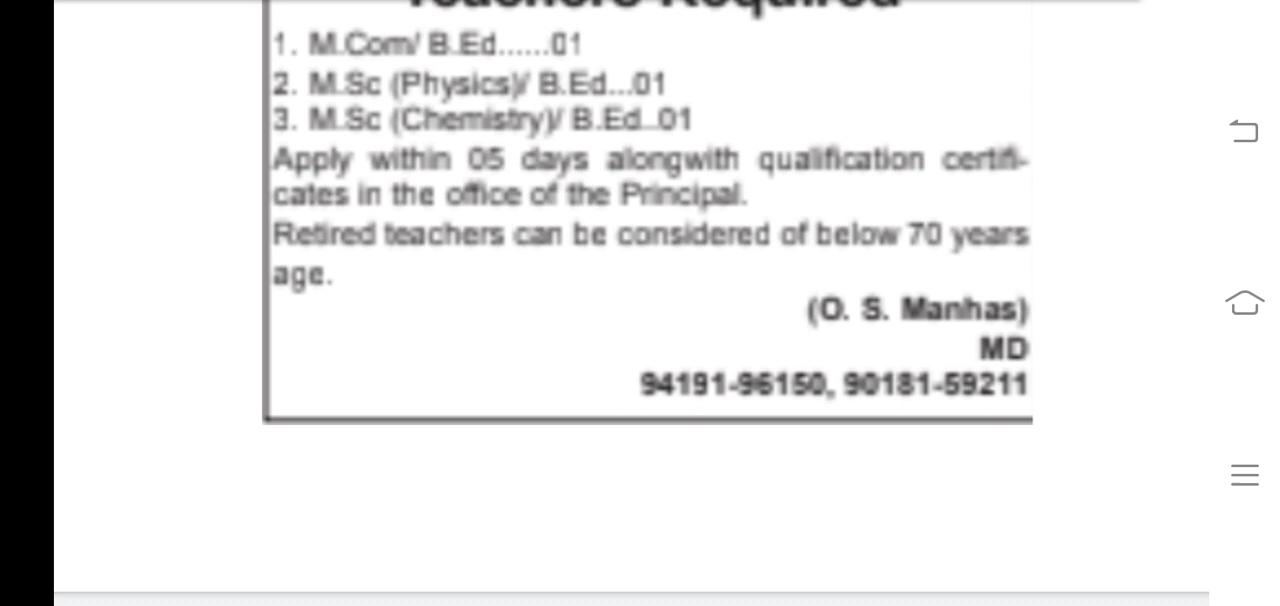 Teachers Required
1. M.Com/ B.Ed......01
2. M.Sc (Physics)/ B.Ed...01
3. M.Sc (Chemistry)/ B.Ed..01
Apply within 05 days alongwith qualification certifi-
cates in the office of the Principal.
Retired teachers can be considered of below 70 years
age.
(O. S. Manhas)
MD
94191-96150, 90181-59211